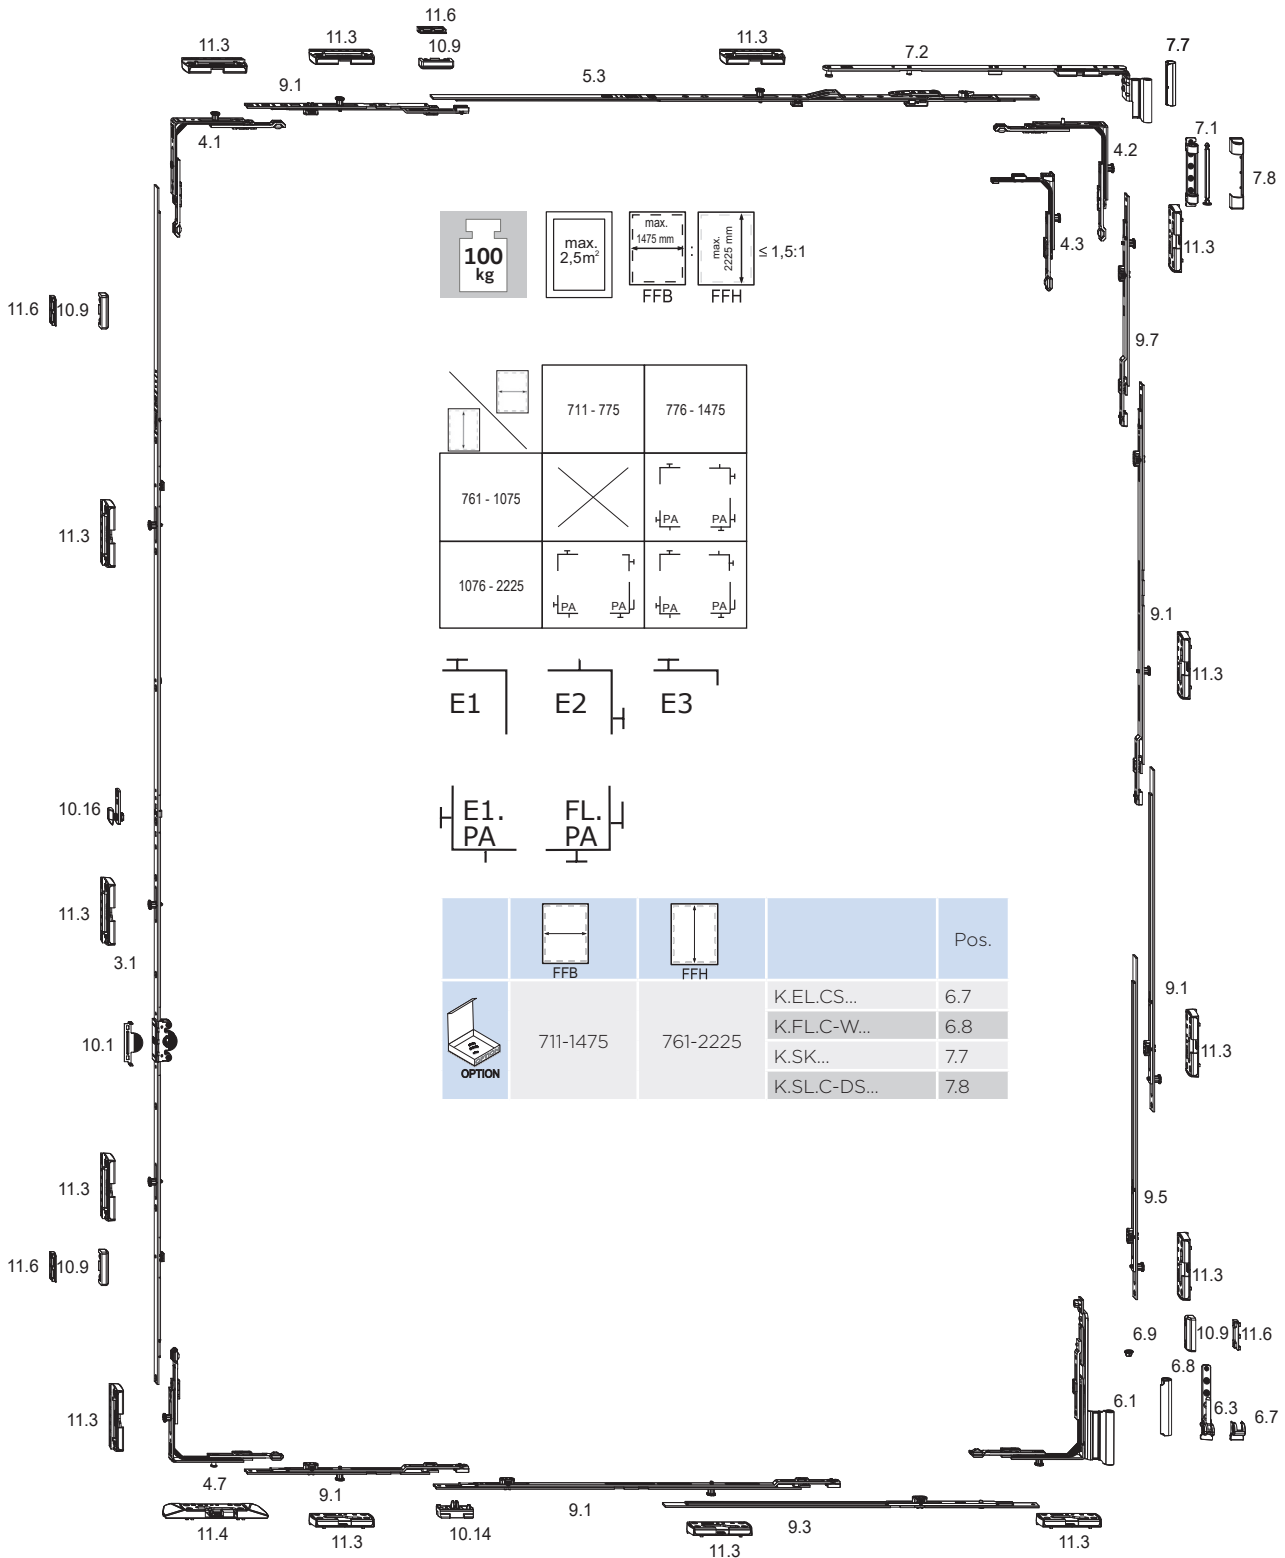 11.6
11.3
11.3
10.9
11.3
7.2
7.7
9.1
5.3
4.1
4.2
7.1
7.8
4.3
11.3
100
kg
max.
2,5m²
max.
1475 mm
FFB
:
max.
2225 mm
FFH
≤ 1,5:1
11.6
10.9
9.7
711 - 775
776 - 1475
761 - 1075
PA
PA
1076 - 2225
PA
PA
PA
PA
11.3
9.1
11.3
E1
E2
E3
10.16
E1.
PA
FL.
PA
11.3
3.1
FFB
FFH
Pos.
OPTION
711-1475
761-2225
K.EL.CS...
6.7
K.FL.C-W...
6.8
K.SK...
7.7
K.SL.C-DS...
7.8
10.1
9.1
11.3
11.3
9.5
11.6
10.9
11.3
6.9
10.9
11.6
6.8
11.3
6.1
6.3
6.7
4.7
9.1
9.1
9.3
11.4
11.3
10.14
11.3
11.3